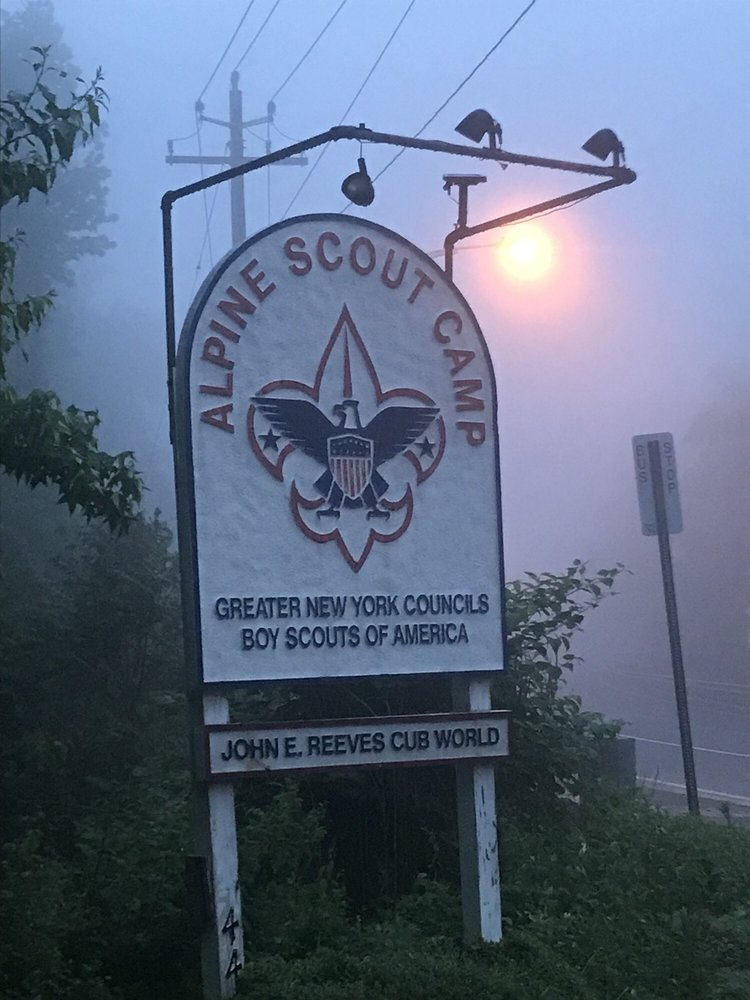 ALPINE SCOUT CAMP
GREATER NEW YORK COUNCILS
BOY SCOUTS OF AMERICA
JOHN E. REEVES CUB WORLD
44
BUS STOP